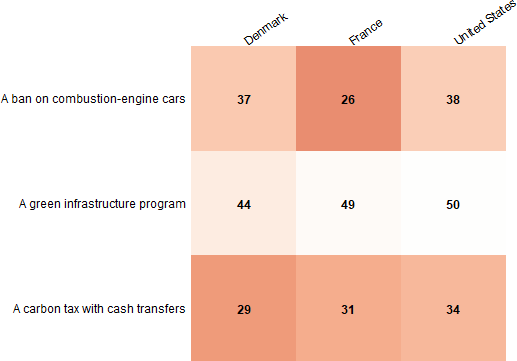 Denmark France United States
A ban on combustion-engine cars 37 26 38
A green infrastructure program 44 49 50
A carbon tax with cash transfers 29 31 34